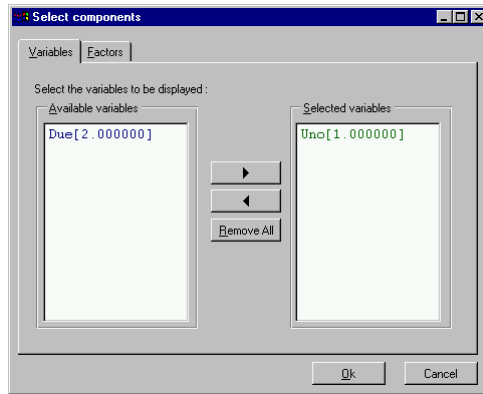 Select components
Variables Factors
Select the variables to be displayed :
Available variables
Selected variables
Due[2.000000]
Uno[1.000000]
Remove All
Ok
Cancel